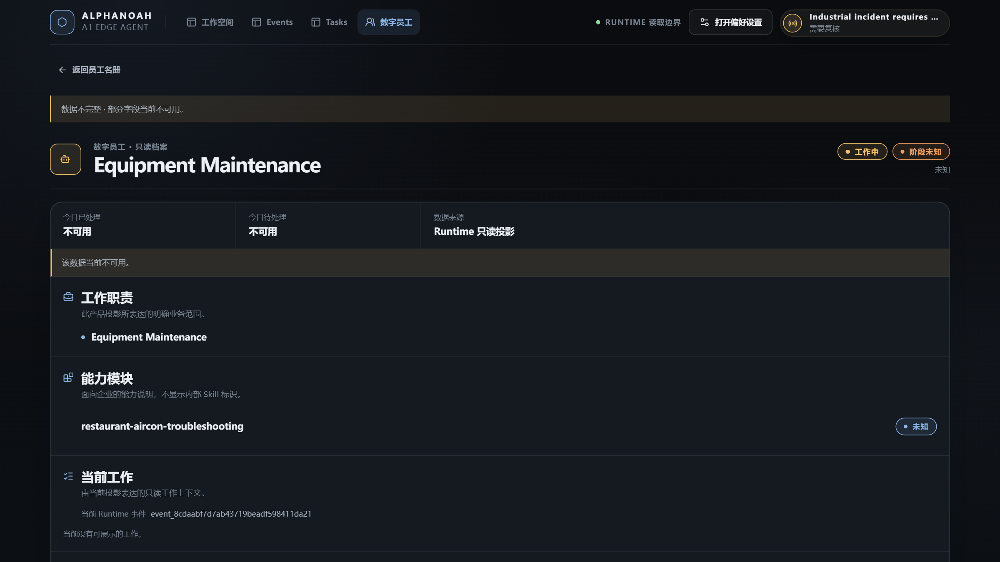 ALPHANOAH
A1 EDGE AGENT
工作空间
Events
Tasks
数字员工
RUNTIME 读取边界
打开偏好设置
Industrial incident requires ...
需要复核
返回员工名册
数据不完整 · 部分字段当前不可用。
数字员工 • 只读档案
Equipment Maintenance
工作中
阶段未知
未知
今日已处理
不可用
今日待处理
不可用
数据来源
Runtime 只读投影
该数据当前不可用。
工作职责
此产品投影所表达的明确业务范围。
Equipment Maintenance
能力模块
面向企业的能力说明，不显示内部 Skill 标识。
restaurant-aircon-troubleshooting
未知
当前工作
由当前投影表达的只读工作上下文。
当前 Runtime 事件 event_8cdaabf7d7ab43719beadf598411da21
当前没有可展示的工作。